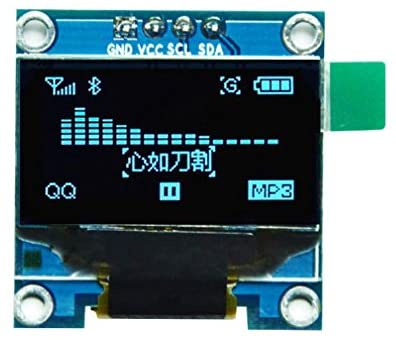 GND VCC SCL SDA
G
心如刀割
QQ MP3